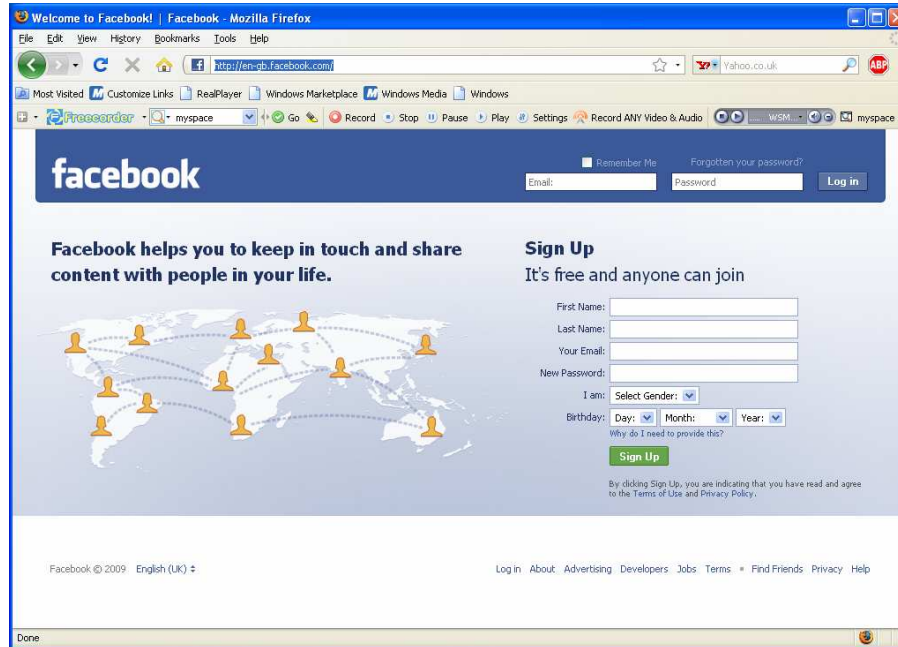 Welcome to Facebook! | Facebook - Mozilla Firefox
File Edit View History Bookmarks Tools Help
http://en-gb.facebook.com/ Yahoo.co.uk ABP
Most Visited Customize Links RealPlayer Windows Marketplace Windows Media Windows
Freecorder myspace Go Record Stop Pause Play Settings Record ANY Video & Audio WSM... myspace
facebook
Remember Me Forgotten your password?
Email: Password Log in
Facebook helps you to keep in touch and share
content with people in your life.
Sign Up
It's free and anyone can join
First Name:
Last Name:
Your Email:
New Password:
I am: Select Gender:
Birthday: Day: Month: Year:
Why do I need to provide this?
Sign Up
By clicking Sign Up, you are indicating that you have read and agree
to the Terms of Use and Privacy Policy.
Facebook © 2009 English (UK)
Log in About Advertising Developers Jobs Terms • Find Friends Privacy Help
Done